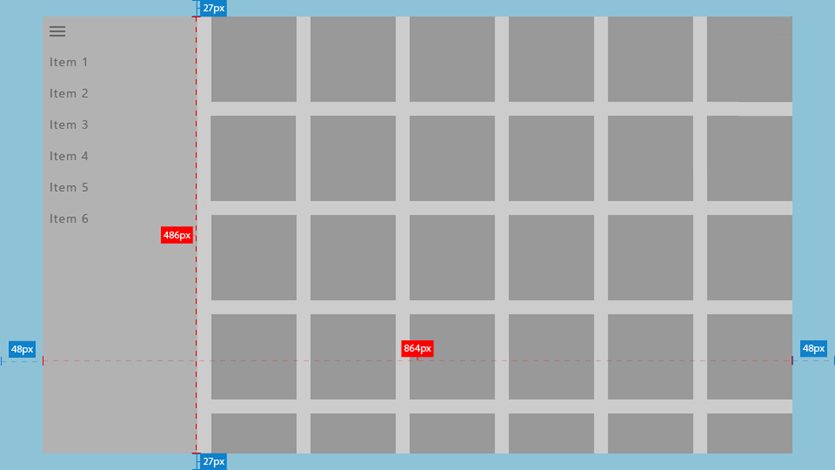 27px
Item 1
Item 2
Item 3
Item 4
Item 5
Item 6
486px
48px
864px
48px
27px